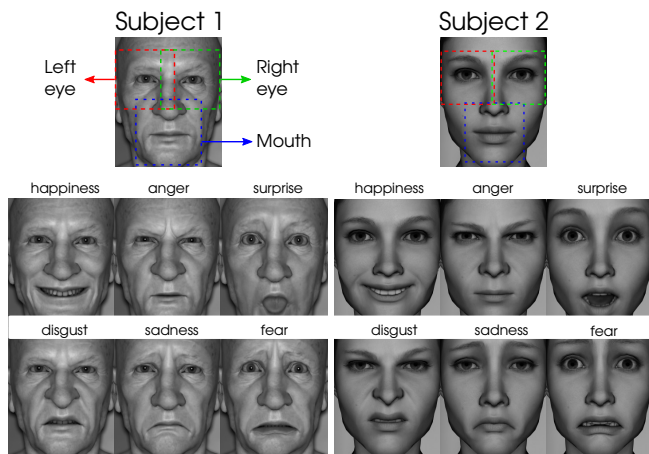 Subject 1
Subject 2
Left
eye
Right
eye
Mouth
happiness anger surprise
happiness anger surprise
disgust sadness fear
disgust sadness fear